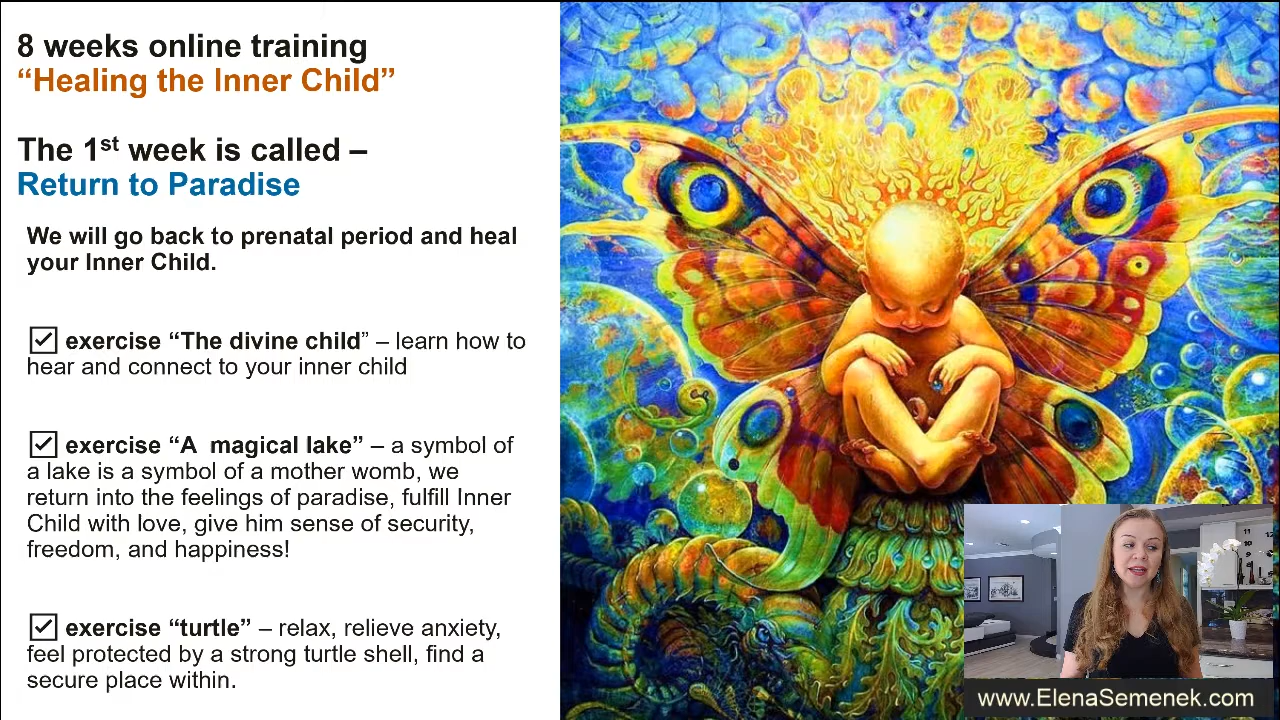 8 weeks online training
“Healing the Inner Child”
The 1st week is called –
Return to Paradise
We will go back to prenatal period and heal
your Inner Child.
exercise “The divine child” – learn how to
hear and connect to your inner child
exercise “A  magical lake” – a symbol of
a lake is a symbol of a mother womb, we
return into the feelings of paradise, fulfill Inner
Child with love, give him sense of security,
freedom, and happiness!
exercise “turtle” – relax, relieve anxiety,
feel protected by a strong turtle shell, find a
secure place within.
www.ElenaSemenek.com